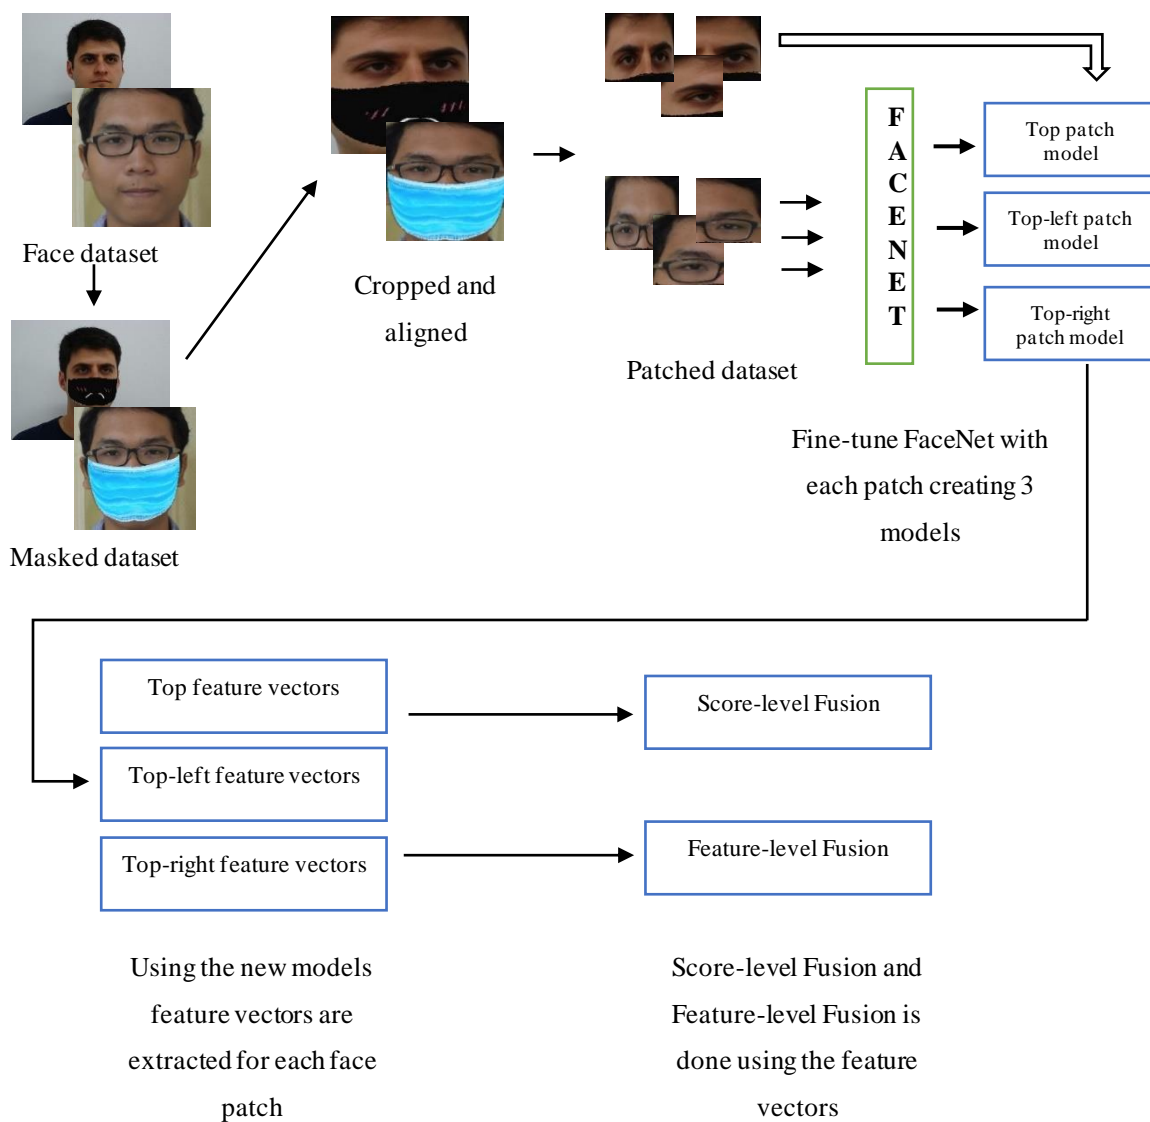 Face dataset
Masked dataset
Cropped and
aligned
Patched dataset
F
A
C
E
N
E
T
Top patch
model
Top-left patch
model
Top-right
patch model
Fine-tune FaceNet with
each patch creating 3
models
Top feature vectors
Top-left feature vectors
Top-right feature vectors
Score-level Fusion
Feature-level Fusion
Using the new models
feature vectors are
extracted for each face
patch
Score-level Fusion and
Feature-level Fusion is
done using the feature
vectors